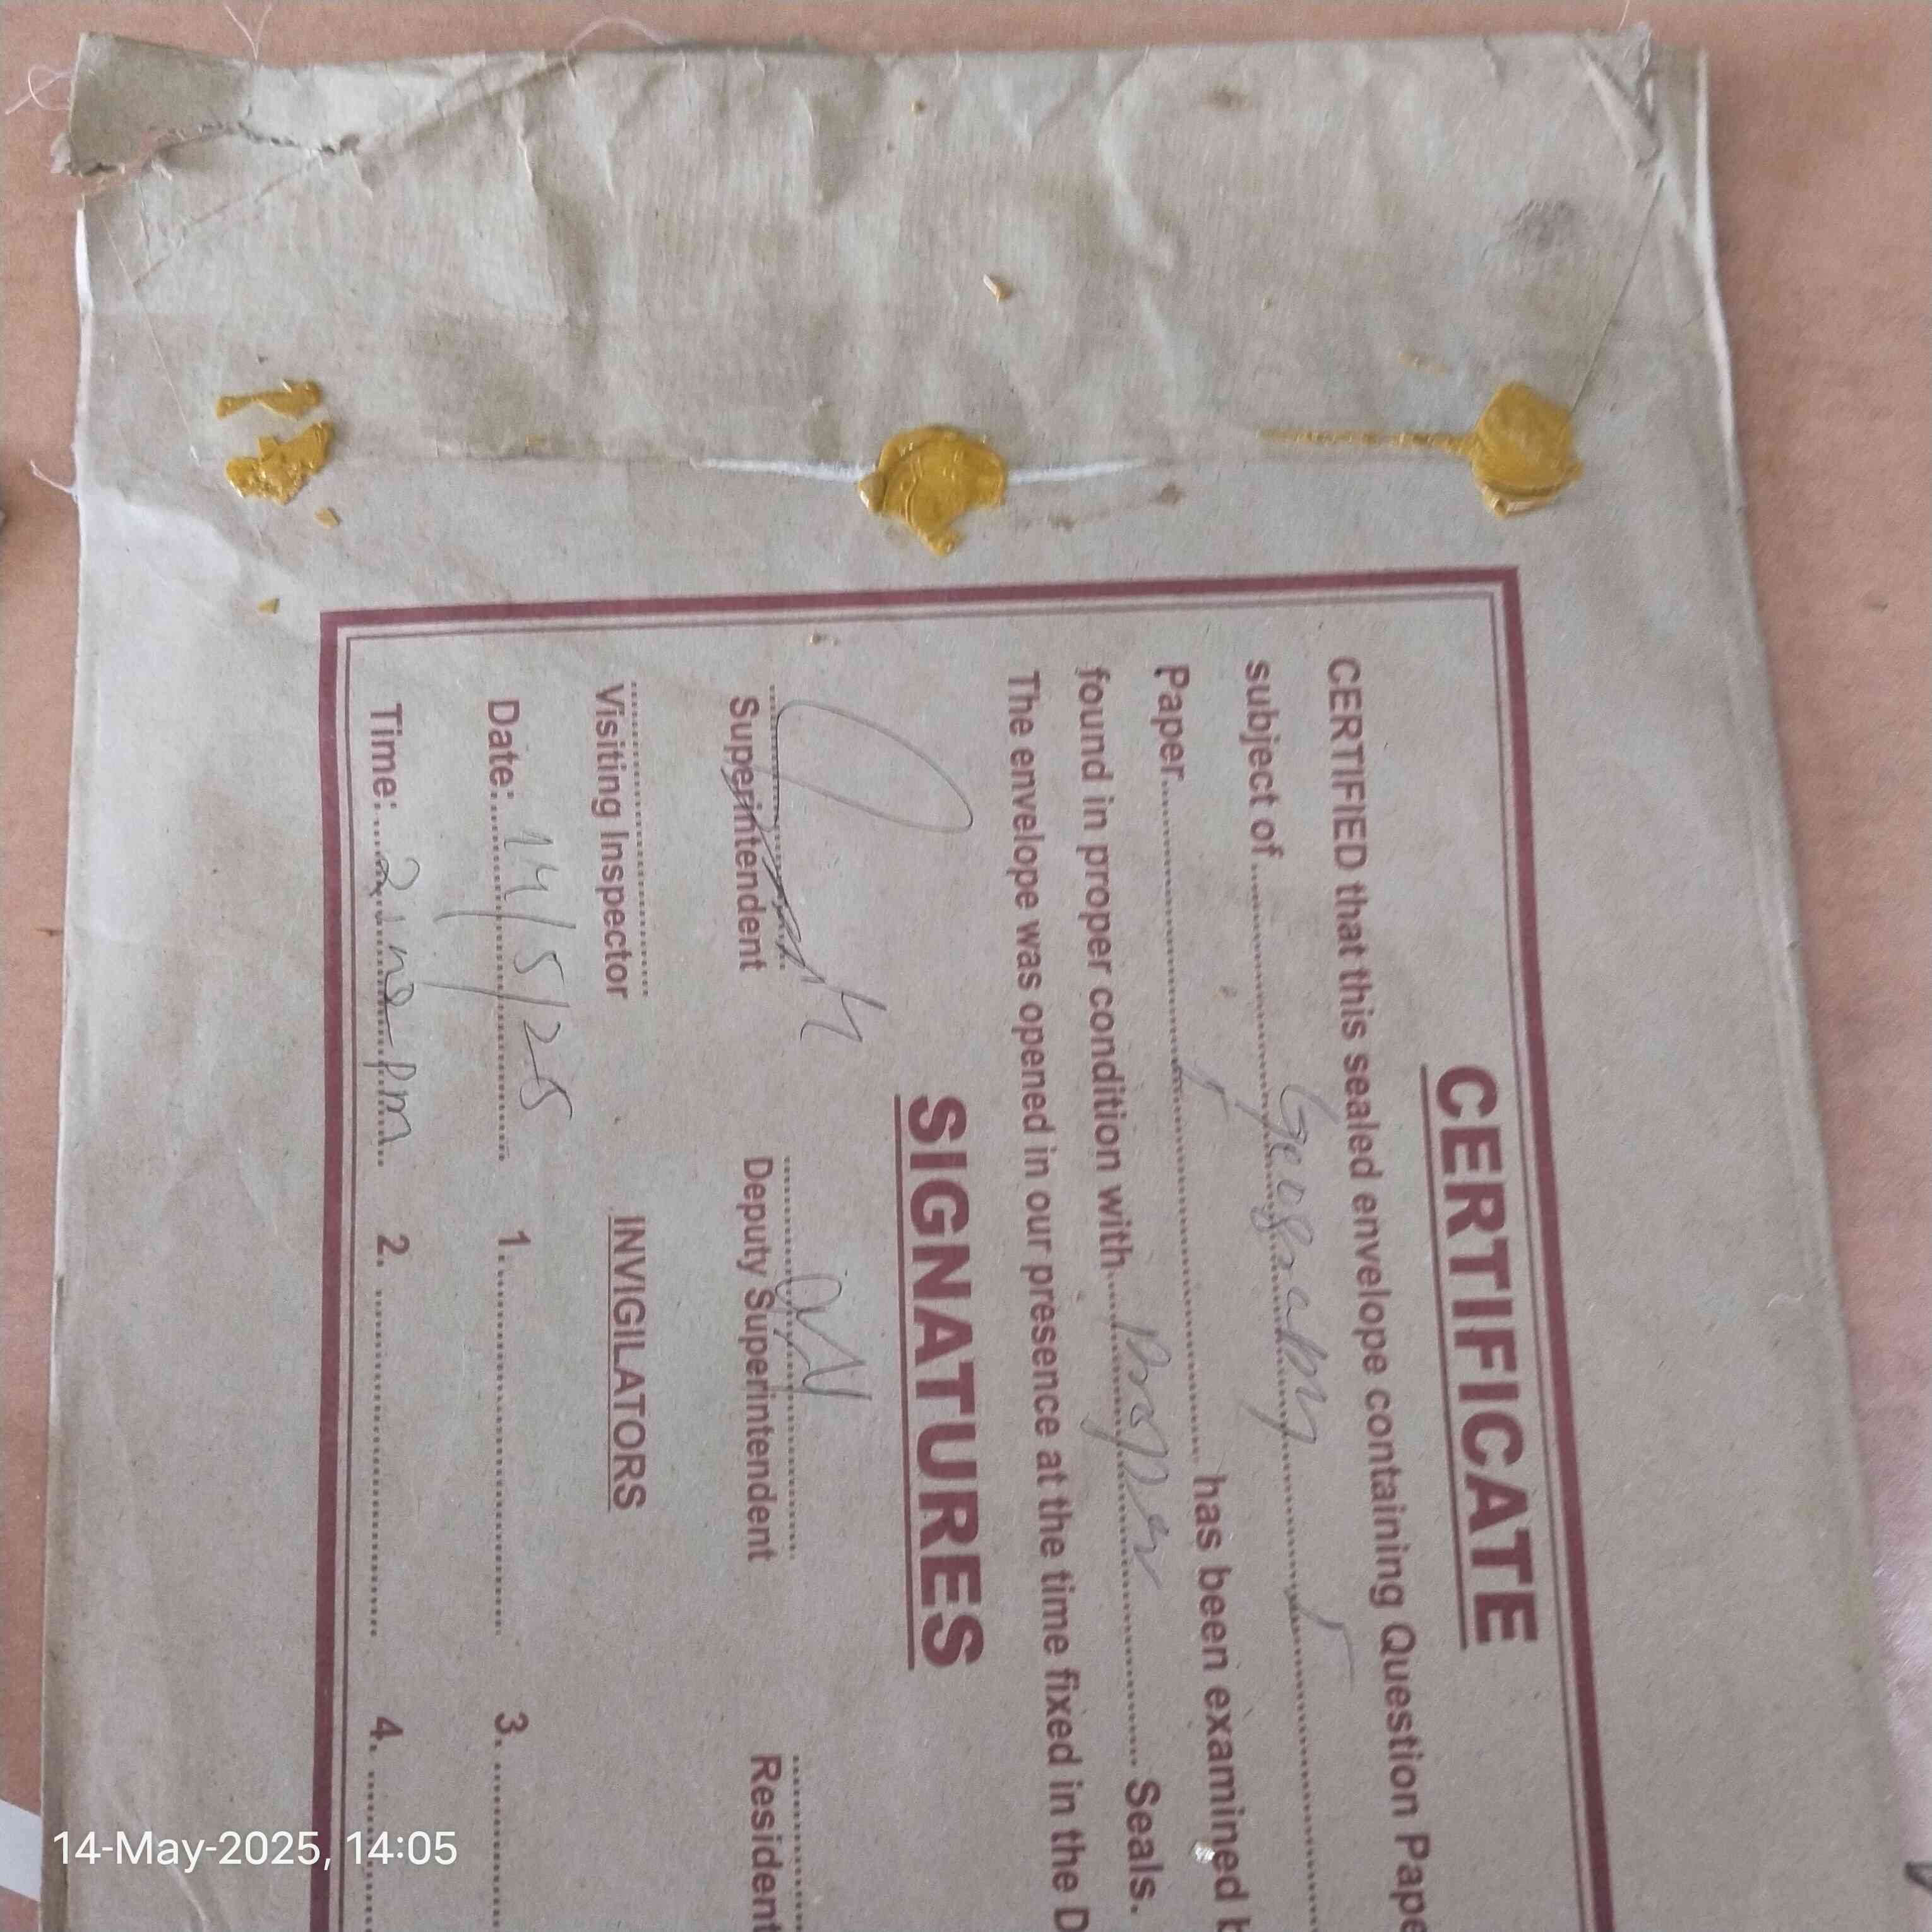 CERTIFICATE
CERTIFIED that this sealed envelope containing Question Pape
subject of Geography I
Paper I has been examined b
found in proper condition with proper Seals.
The envelope was opened in our presence at the time fixed in the D
SIGNATURES
Superintendent Deputy Superintendent Resident
Visiting Inspector INVIGILATORS
Date: 14/5/25 1. 3.
Time: pm 2. 4.
14-May-2025, 14:05